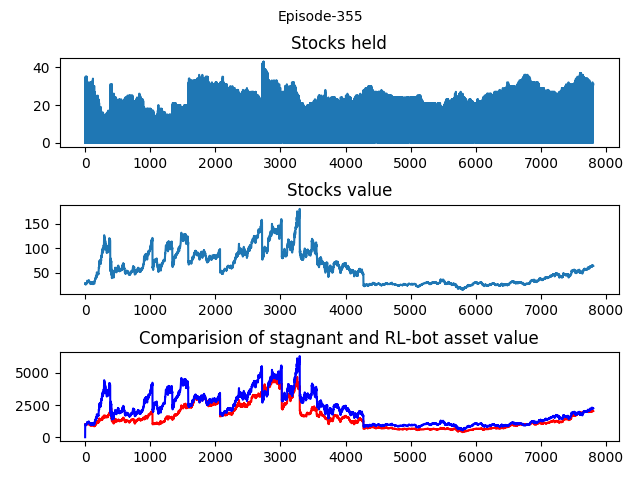 Episode-355
Stocks held
40
20
0
0 1000 2000 3000 4000 5000 6000 7000 8000
Stocks value
150
100
50
0 1000 2000 3000 4000 5000 6000 7000 8000
Comparision of stagnant and RL-bot asset value
5000
2500
0
0 1000 2000 3000 4000 5000 6000 7000 8000